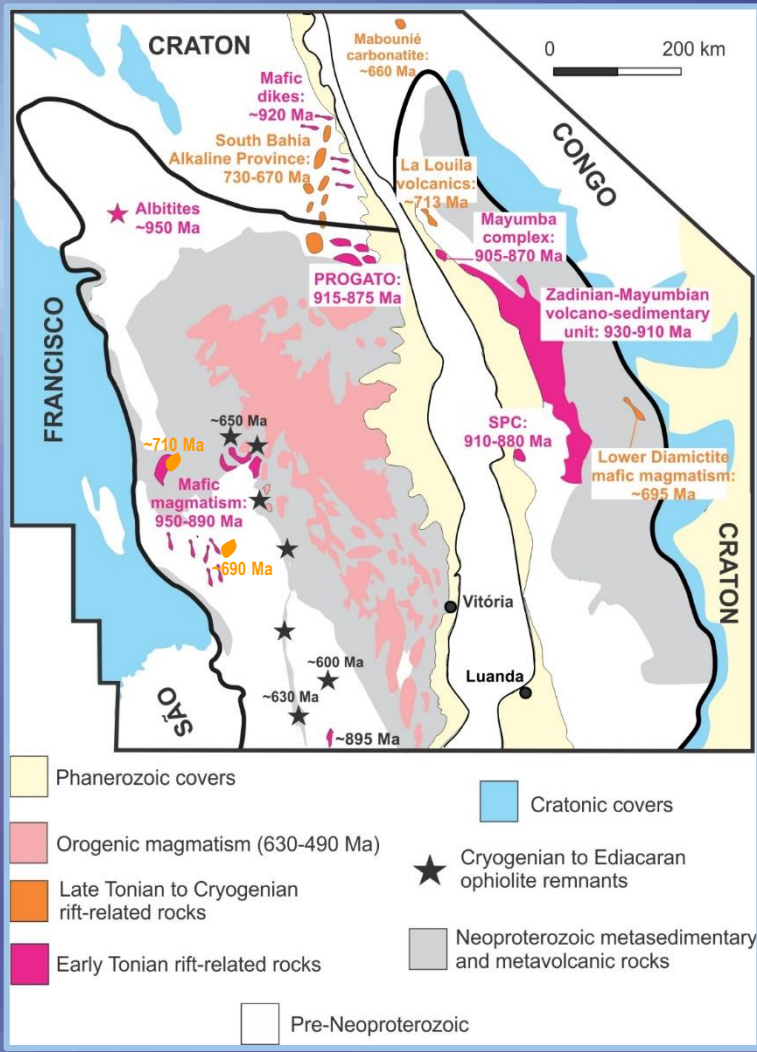 CRATON
Mabounié
carbonatite:
~660 Ma
0 200 km
Mafic
dikes:
~920 Ma
South Bahia
Alkaline Province:
730-670 Ma
CONGO
La Louila
volcanics:
~713 Ma
Albitites
~950 Ma
Mayumba
complex:
905-870 Ma
PROGATO:
915-875 Ma
Zadinian-Mayumbian
volcano-sedimentary
unit: 930-910 Ma
FRANCISCO
~650 Ma
~710 Ma
SPC:
910-880 Ma
Mafic
magmatism:
950-890 Ma
Lower Diamictite
mafic magmatism:
~695 Ma
~690 Ma
CRATON
Vitória
~600 Ma
Luanda
~630 Ma
SÃO
~895 Ma
Phanerozoic covers
Cratonic covers
Orogenic magmatism (630-490 Ma)
Cryogenian to Ediacaran
ophiolite remnants
Late Tonian to Cryogenian
rift-related rocks
Neoproterozoic metasedimentary
and metavolcanic rocks
Early Tonian rift-related rocks
Pre-Neoproterozoic